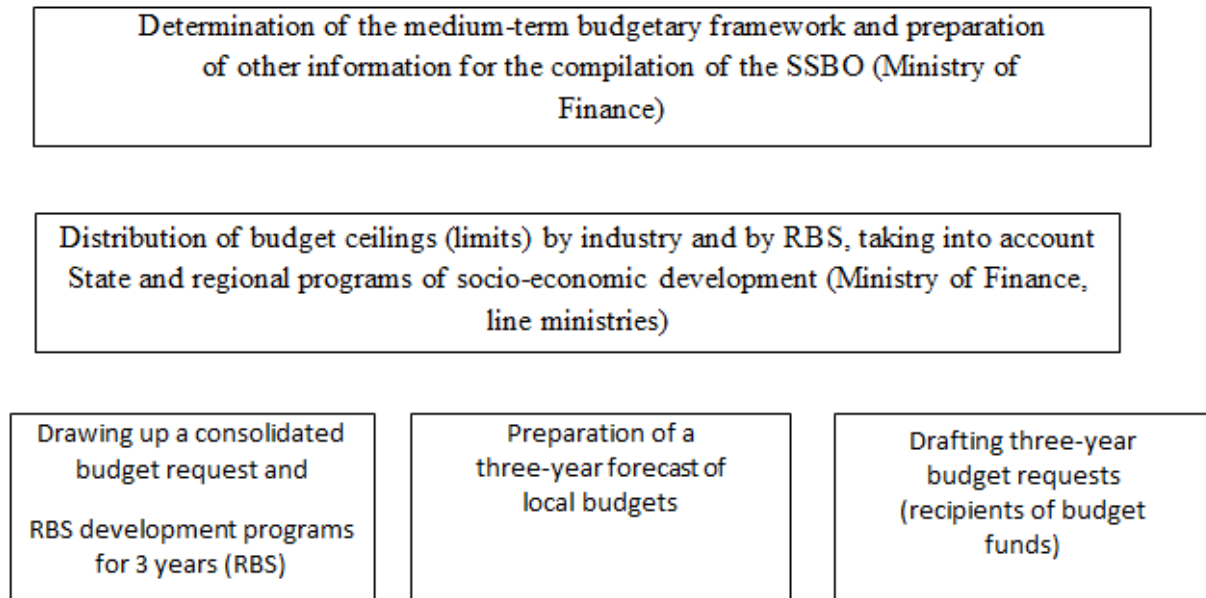 Determination of the medium-term budgetary framework and preparation
of other information for the compilation of the SSBO (Ministry of
Finance)
Distribution of budget ceilings (limits) by industry and by RBS, taking into account
State and regional programs of socio-economic development (Ministry of Finance,
line ministries)
Drawing up a consolidated
budget request and
RBS development programs
for 3 years (RBS)
Preparation of a
three-year forecast of
local budgets
Drafting three-year
budget requests
(recipients of budget
funds)